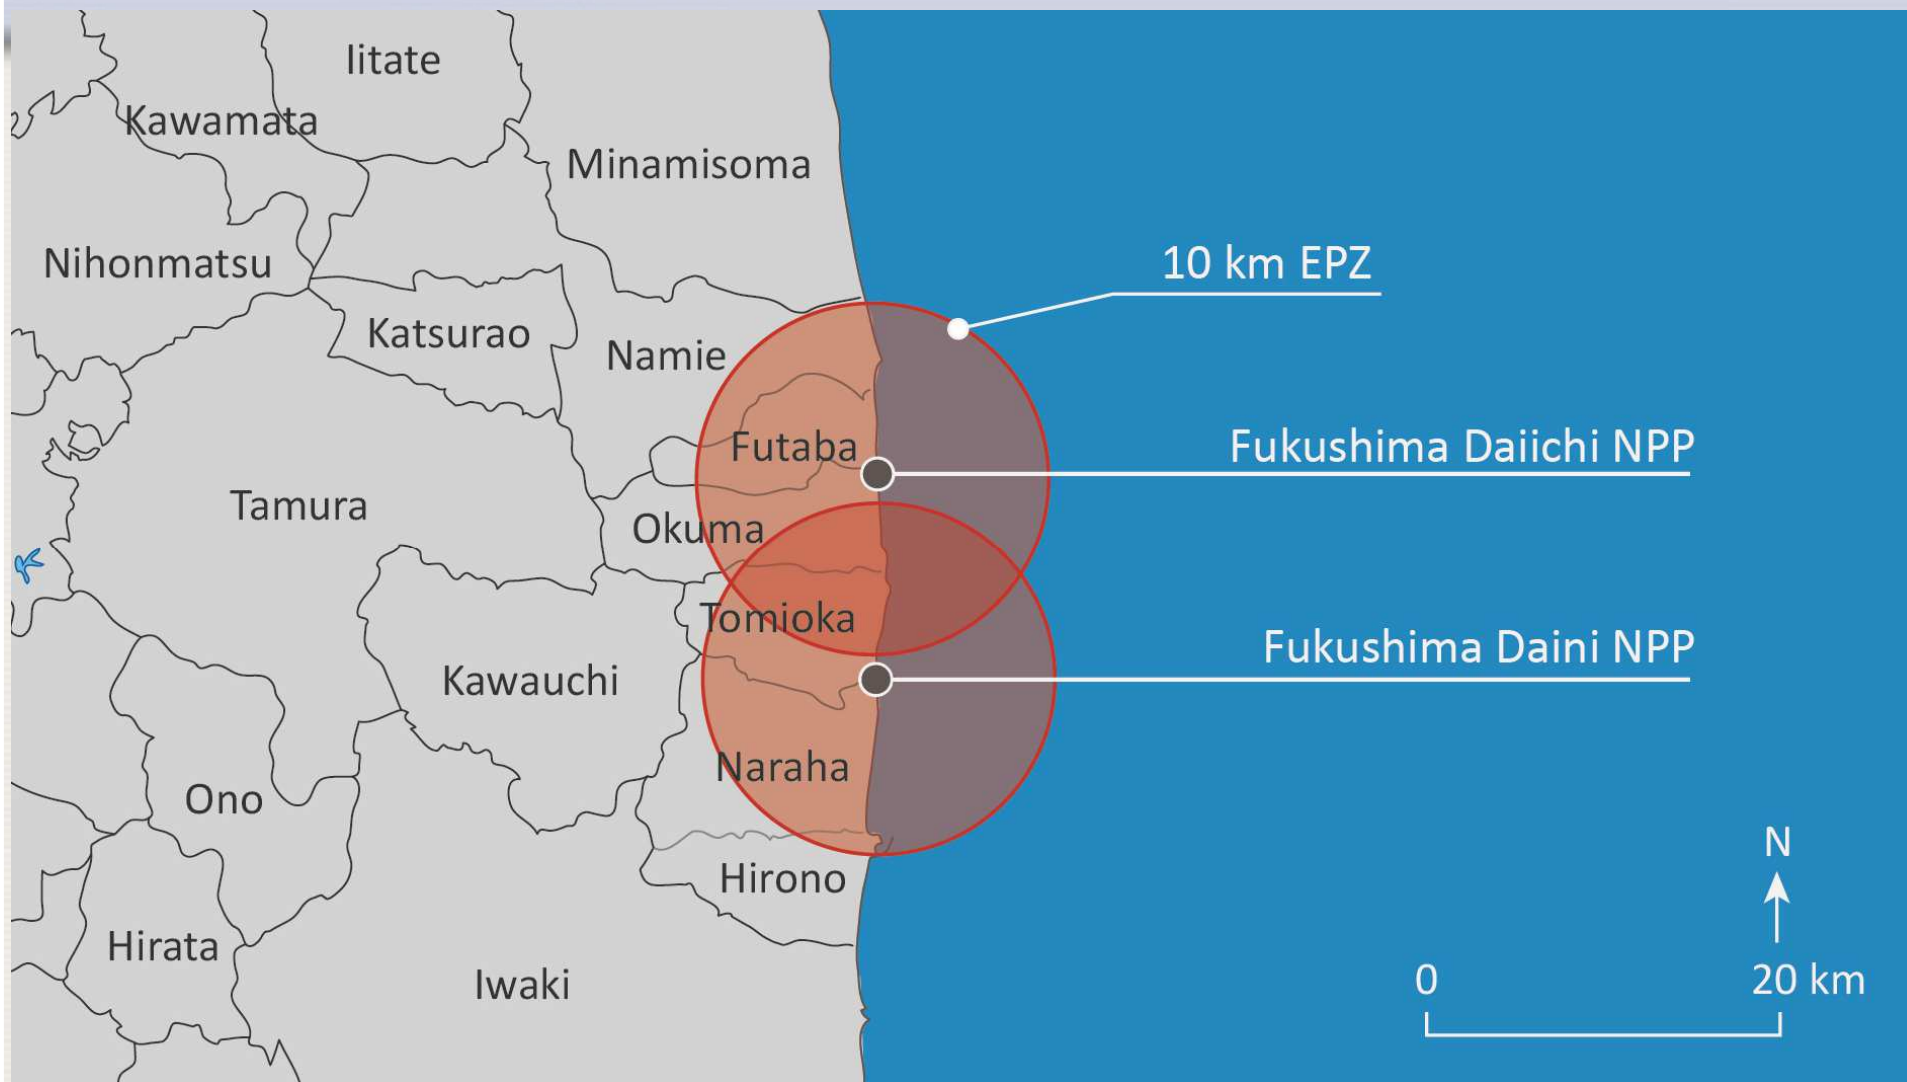 Iitate
Kawamata
Minamisoma
Nihonmatsu
10 km EPZ
Katsurao
Namie
Futaba
Fukushima Daiichi NPP
Tamura
Okuma
Tomioka
Fukushima Daini NPP
Kawauchi
Naraha
Ono
N
Hirono
Hirata
Iwaki
0
20 km